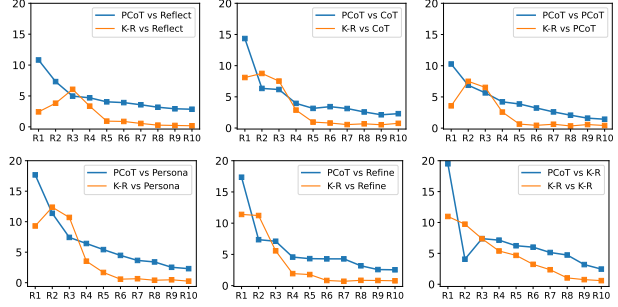 20
15
10
5
0
PCoT vs Reflect
K-R vs Reflect
R1 R2 R3 R4 R5 R6 R7 R8 R9 R10
20
15
10
5
0
PCoT vs CoT
K-R vs CoT
R1 R2 R3 R4 R5 R6 R7 R8 R9 R10
20
15
10
5
0
PCoT vs PCoT
K-R vs PCoT
R1 R2 R3 R4 R5 R6 R7 R8 R9 R10
20
15
10
5
0
PCoT vs Persona
K-R vs Persona
R1 R2 R3 R4 R5 R6 R7 R8 R9 R10
20
15
10
5
0
PCoT vs Refine
K-R vs Refine
R1 R2 R3 R4 R5 R6 R7 R8 R9 R10
20
15
10
5
0
PCoT vs K-R
K-R vs K-R
R1 R2 R3 R4 R5 R6 R7 R8 R9 R10